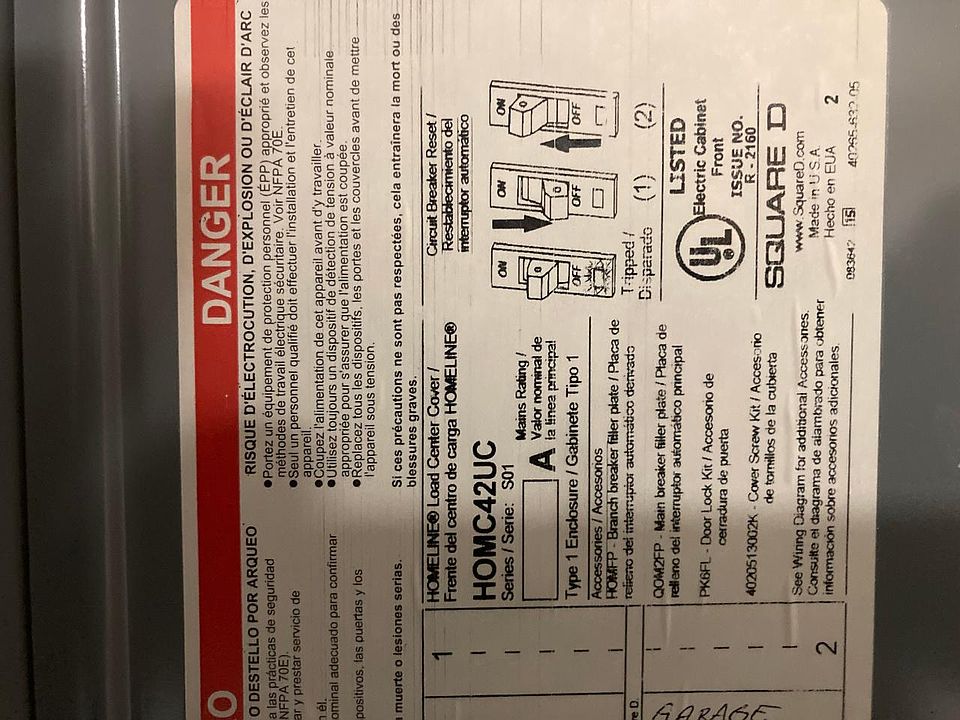 O
O DESTELLO POR ARQUEO
a las prácticas de seguridad
NFPA 70E).
ar y prestar servicio de
n él.
ominal adecuado para confirmar
positivos, las puertas y los
a muerte o lesiones serias.
DANGER
RISQUE D'ÉLECTROCUTION, D'EXPLOSION OU D'ÉCLAIR D'ARC
●Portez un équipement de protection personnel (ÉPP) approprié et observez les
méthodes de travail électrique sécuritaire. Voir NFPA 70E.
●Seul un personnel qualifié doit effectuer l'installation et l'entretien de cet
appareil.
●Coupez l'alimentation de cet appareil avant d'y travailler.
●Utilisez toujours un dispositif de détection de tension à valeur nominale
appropriée pour s'assurer que l'alimentation est coupée.
●Replacez tous les dispositifs, les portes et les couvercles avant de mettre
l'appareil sous tension.
Si ces précautions ne sont pas respectées, cela entraînera la mort ou des
blessures graves.
HOMELINE® Load Center Cover /
Frente del centro de carga HOMELINE®
HOMC42UC
Series / Serie: S01
A
Mains Rating /
Valor nominal de
la línea principal
Type 1 Enclosure / Gabinete Tipo 1
Accessories / Accesorios
HOMFP - Branch breaker filler plate / Placa de
relleno del interruptor automático derivado
QOM2FP - Main breaker filler plate / Placa de
relleno del interruptor automático principal
PK6FL - Door Lock Kit / Accesorio de
cerradura de puerta
4020513002K - Cover Screw Kit / Accesorio
de tornillos de la cubierta
See Wiring Diagram for additional Accessories.
Consulte el diagrama de alambrado para obtener
información sobre accesorios adicionales.
Circuit Breaker Reset /
Restablecimiento del
interruptor automático
ON
OFF
ON
OFF
ON
OFF
Tripped /
Disparado
(1)
(2)
UL
LISTED
Electric Cabinet
Front
ISSUE NO.
R - 2160
SQUARE D
www.SquareD.com
Made in U.S.A.
Hecho en EUA
2
083642
15
40265-632-05
1
2
re D.
GARAGE